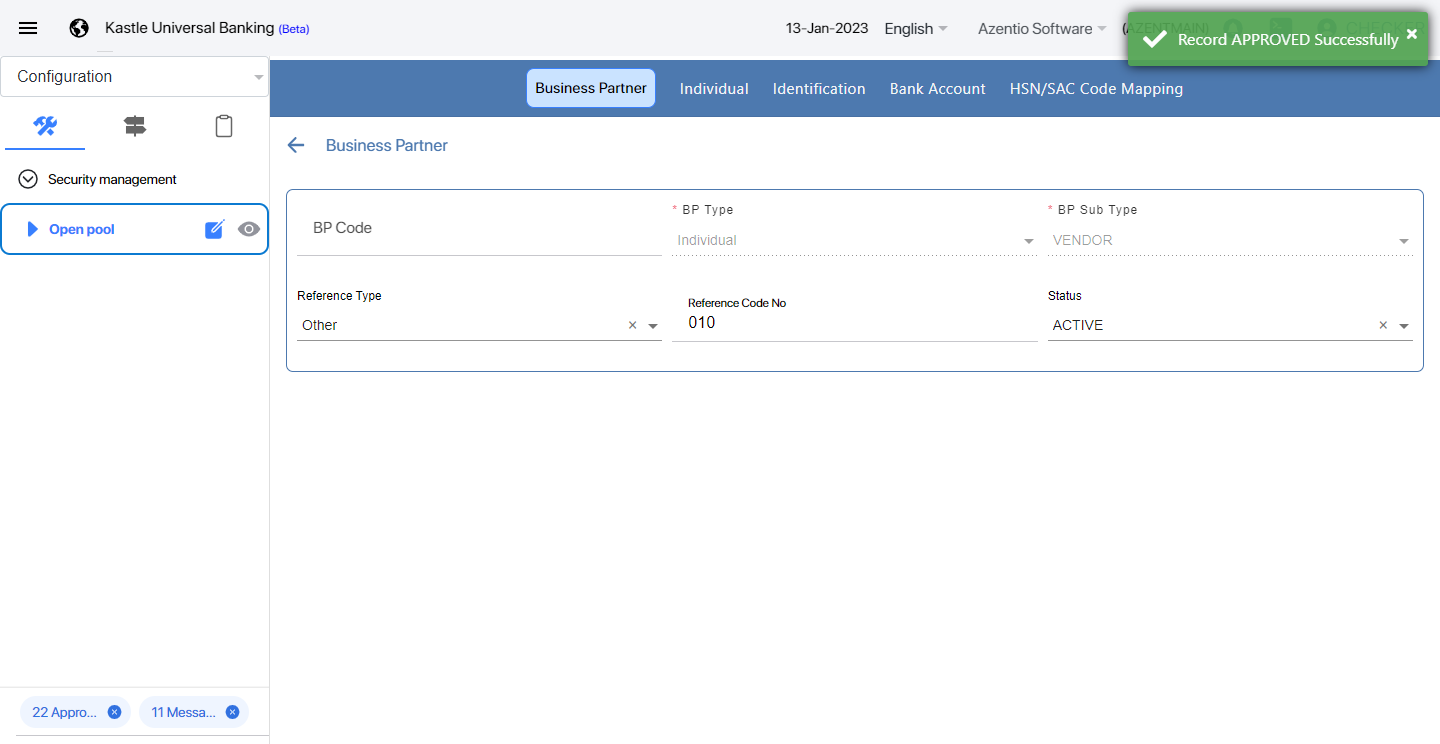 Kastle Universal Banking (Beta)
13-Jan-2023
English
Azentio Software
(AZENTMAIN)
CHECKER
Record APPROVED Successfully
Configuration
Business Partner
Individual
Identification
Bank Account
HSN/SAC Code Mapping
Security management
Open pool
Business Partner
BP Code
* BP Type
Individual
* BP Sub Type
VENDOR
Reference Type
Other
Reference Code No
010
Status
ACTIVE
22 Appro...
11 Messa...